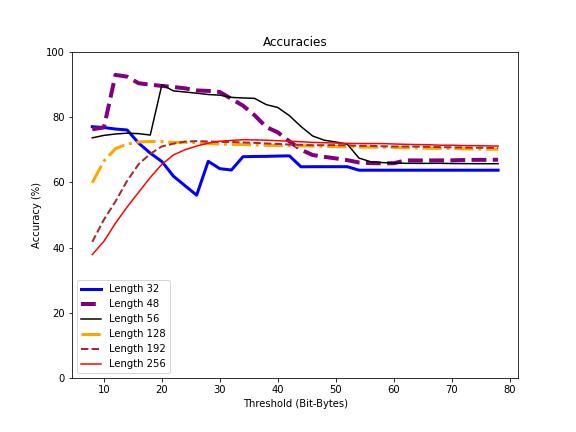 Accuracies
100
80
60
40
20
0
Accuracy (%)
Length 32
Length 48
Length 56
Length 128
Length 192
Length 256
10 20 30 40 50 60 70 80
Threshold (Bit-Bytes)